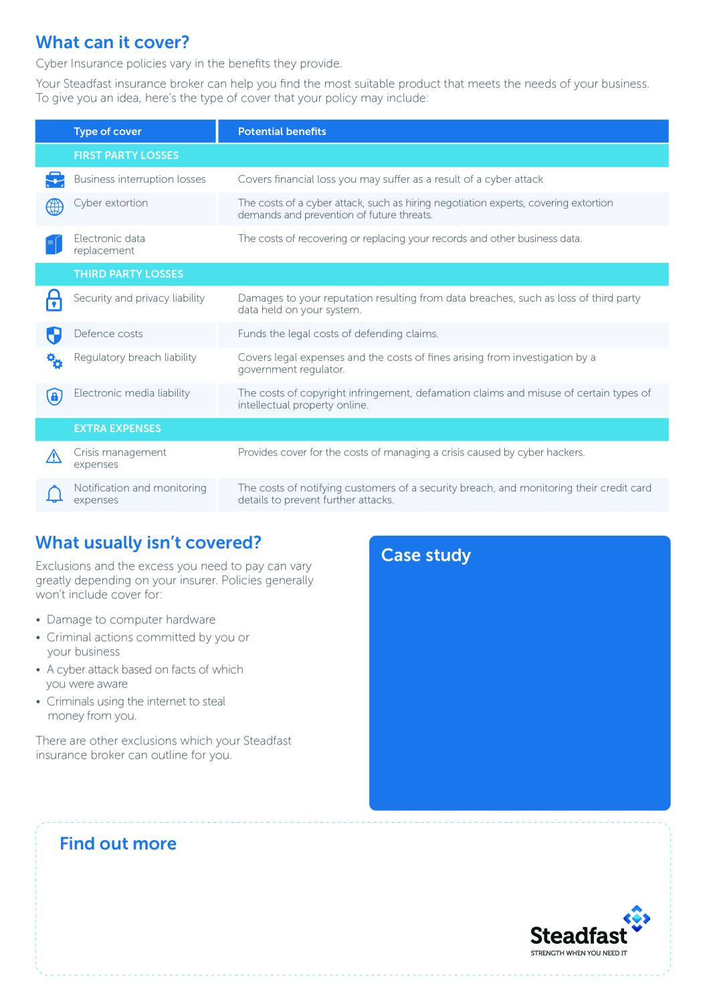 What can it cover?
Cyber Insurance policies vary in the benefits they provide.
Your Steadfast insurance broker can help you find the most suitable product that meets the needs of your business.
To give you an idea, here's the type of cover that your policy may include:
Type of cover Potential benefits
FIRST PARTY LOSSES
Business interruption losses Covers financial loss you may suffer as a result of a cyber attack
Cyber extortion The costs of a cyber attack, such as hiring negotiation experts, covering extortion
demands and prevention of future threats.
Electronic data The costs of recovering or replacing your records and other business data.
replacement
THIRD PARTY LOSSES
Security and privacy liability Damages to your reputation resulting from data breaches, such as loss of third party
data held on your system.
Defence costs Funds the legal costs of defending claims.
Regulatory breach liability Covers legal expenses and the costs of fines arising from investigation by a
government regulator.
Electronic media liability The costs of copyright infringement, defamation claims and misuse of certain types of
intellectual property online.
EXTRA EXPENSES
Crisis management Provides cover for the costs of managing a crisis caused by cyber hackers.
expenses
Notification and monitoring The costs of notifying customers of a security breach, and monitoring their credit card
expenses details to prevent further attacks.
What usually isn't covered?
Exclusions and the excess you need to pay can vary
greatly depending on your insurer. Policies generally
won't include cover for:
• Damage to computer hardware
• Criminal actions committed by you or
your business
• A cyber attack based on facts of which
you were aware
• Criminals using the internet to steal
money from you.
There are other exclusions which your Steadfast
insurance broker can outline for you.
Case study
Find out more
Steadfast
STRENGTH WHEN YOU NEED IT